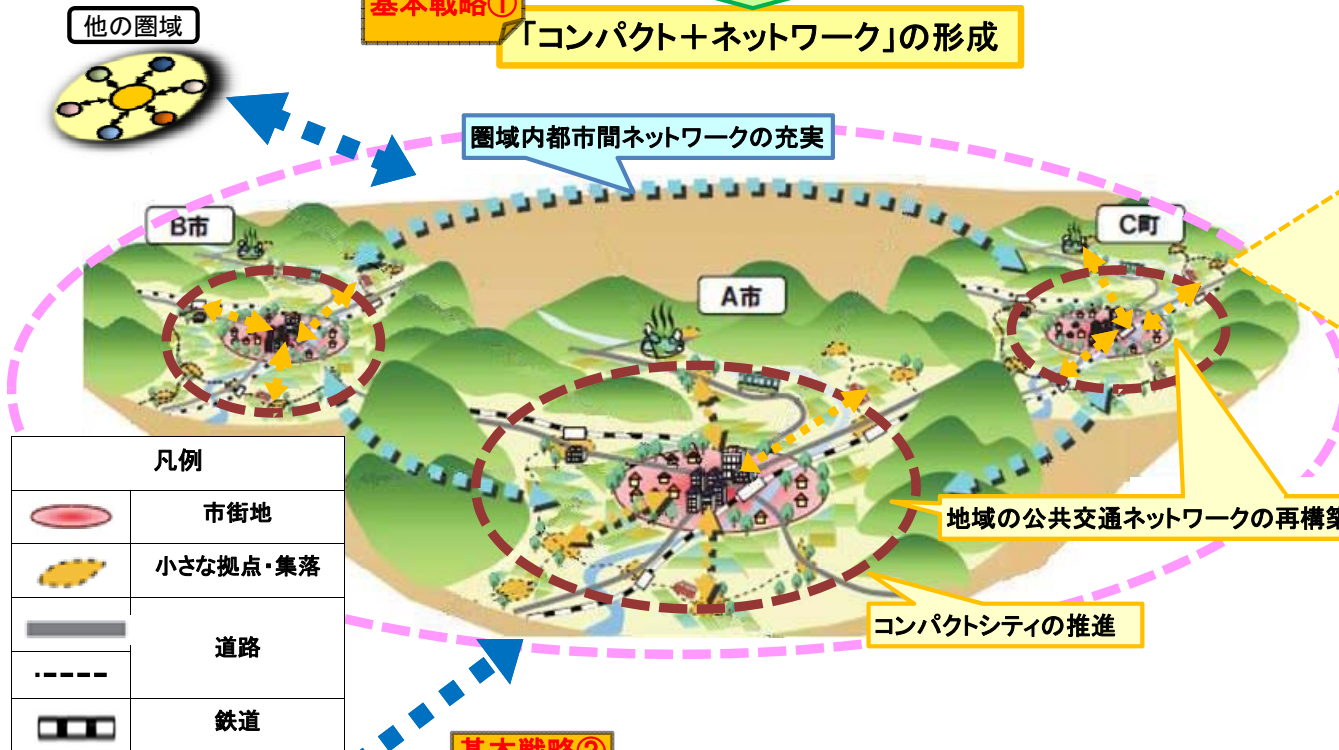 他の圏域
基本戦略①
「コンパクト＋ネットワーク」の形成
圏域内都市間ネットワークの充実
B市
C町
A市
凡例
市街地
小さな拠点・集落
道路
鉄道
地域の公共交通ネットワークの再構築
コンパクトシティの推進
基本戦略②